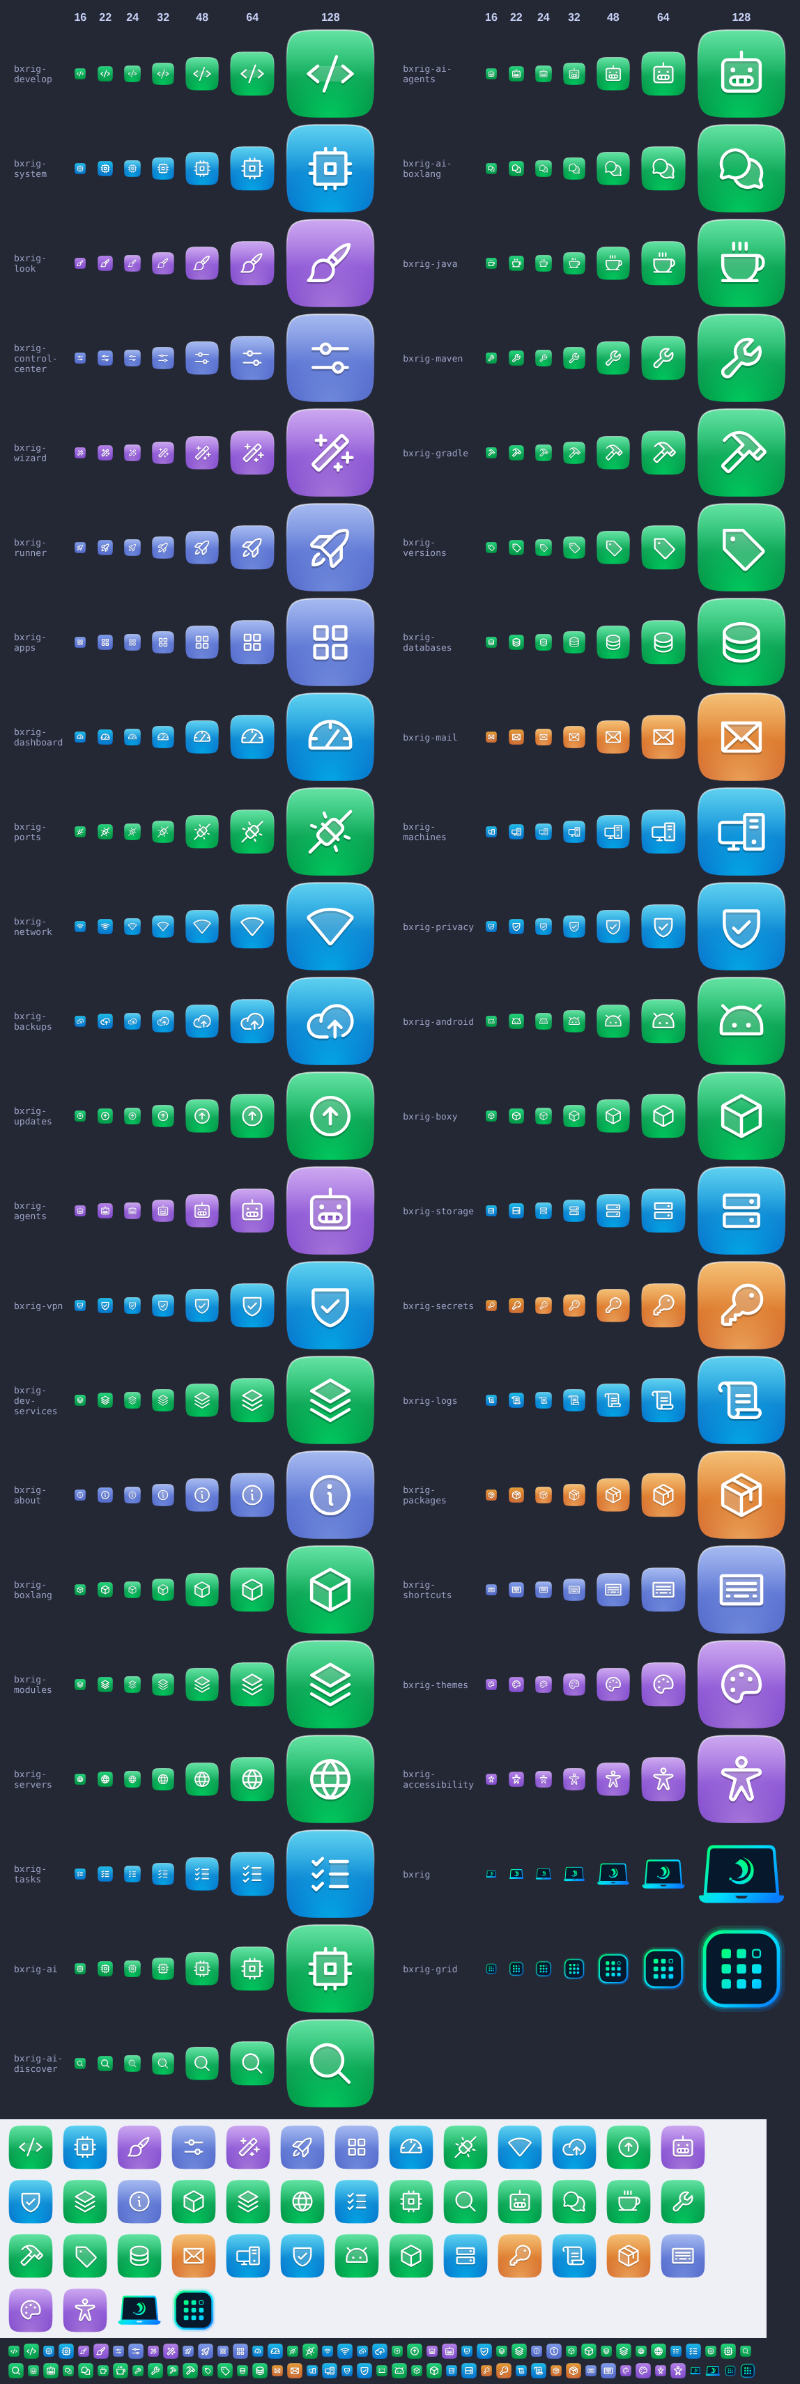 16 22 24 32 48 64 128
16 22 24 32 48 64 128
bxrig-
develop
bxrig-ai-
agents
bxrig-
system
bxrig-ai-
boxlang
bxrig-
look
bxrig-java
bxrig-
control-
center
bxrig-maven
bxrig-
wizard
bxrig-gradle
bxrig-
runner
bxrig-
versions
bxrig-
apps
bxrig-
databases
bxrig-
dashboard
bxrig-mail
bxrig-
ports
bxrig-
machines
bxrig-
network
bxrig-privacy
bxrig-
backups
bxrig-android
bxrig-
updates
bxrig-boxy
bxrig-
agents
bxrig-storage
bxrig-vpn
bxrig-secrets
bxrig-
dev-
services
bxrig-logs
bxrig-
about
bxrig-
packages
bxrig-
boxlang
bxrig-
shortcuts
bxrig-
modules
bxrig-themes
bxrig-
servers
bxrig-
accessibility
bxrig-
tasks
bxrig
bxrig-ai
bxrig-grid
bxrig-ai-
discover